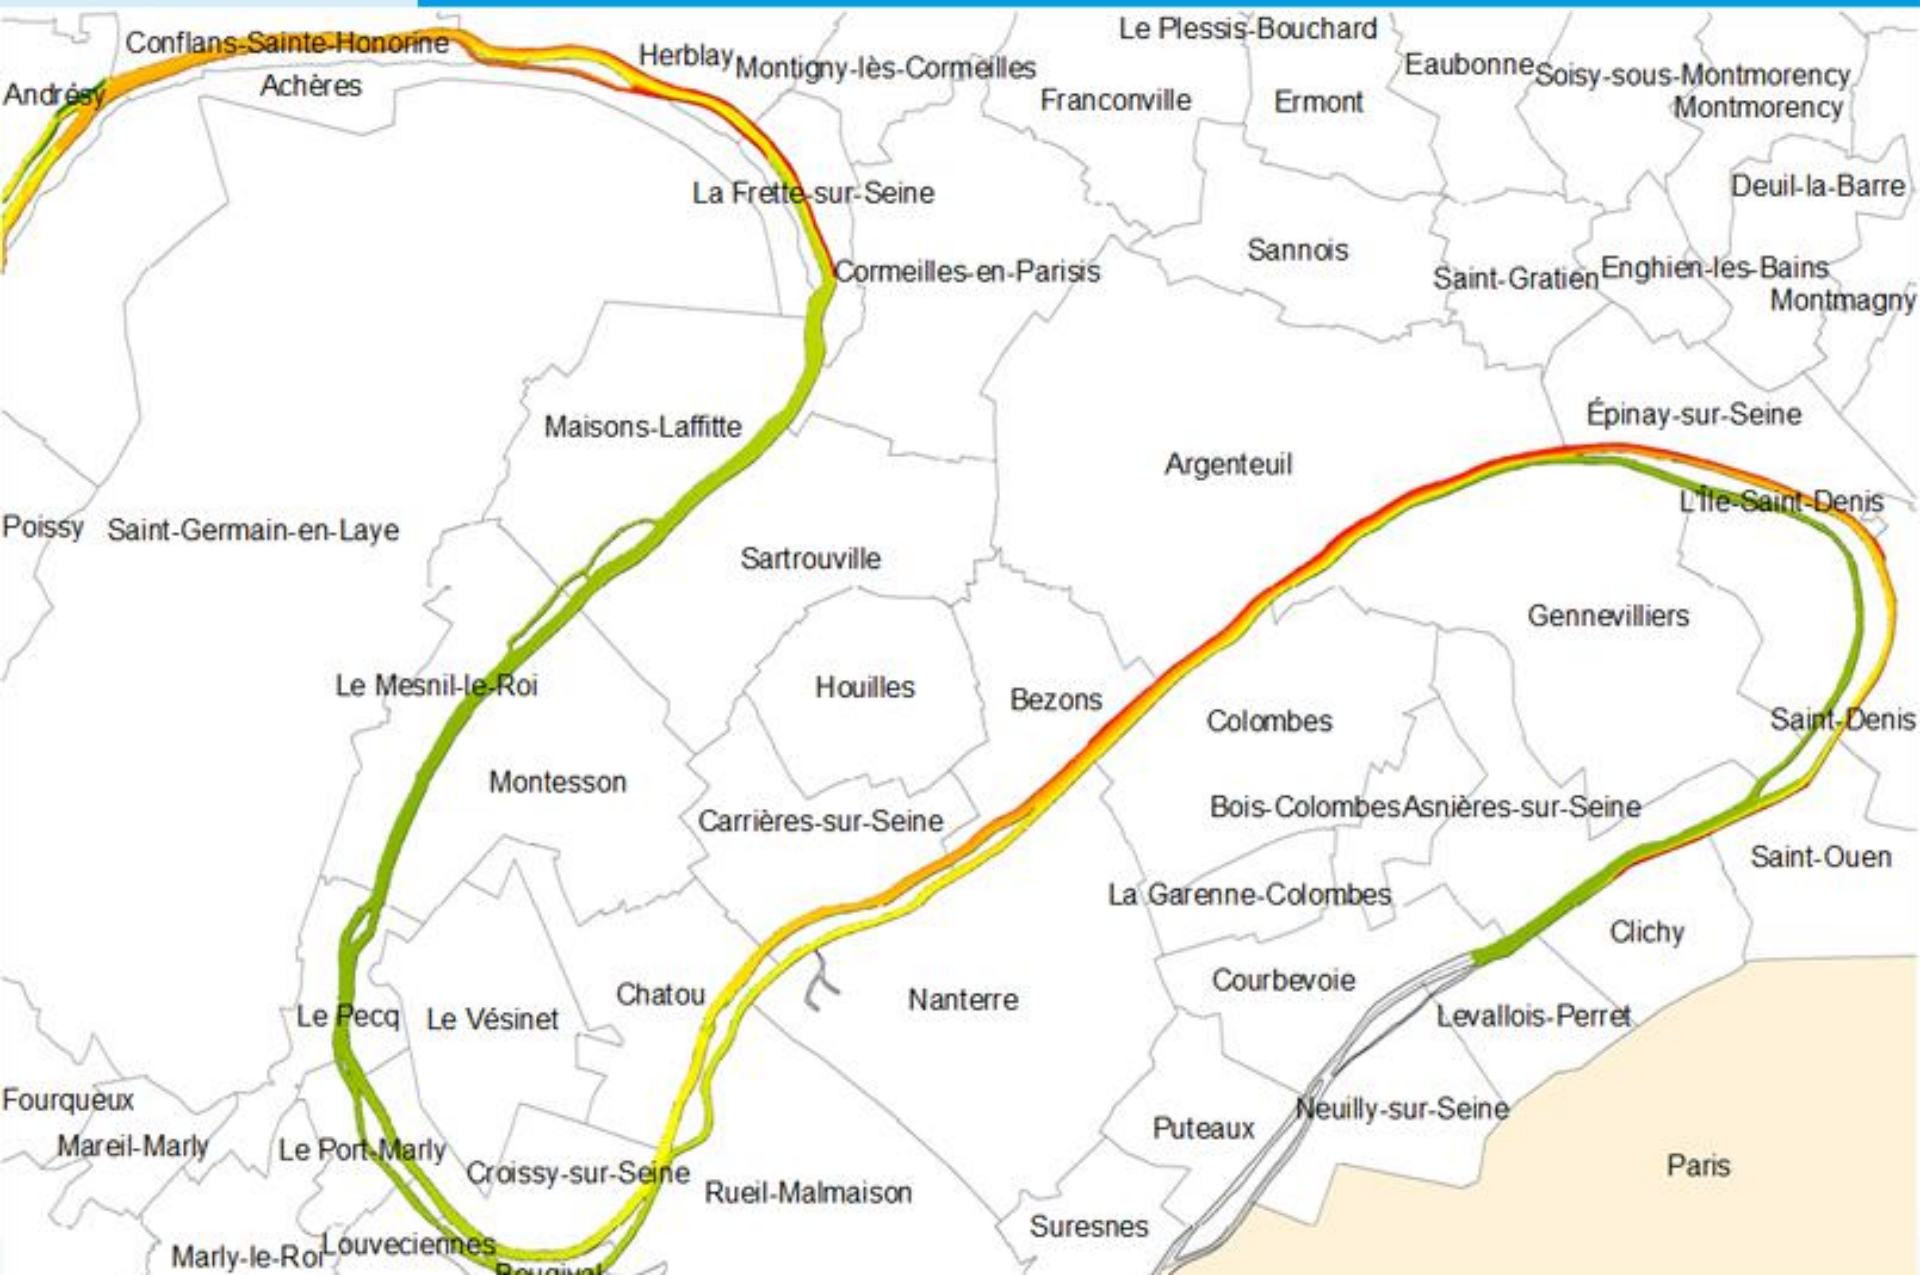 Le Plessis-Bouchard
Conflans-Sainte-Honorine
Herblay
Montigny-lès-Cormeilles
Eaubonne
Soisy-sous-Montmorency
Andrésy
Achères
Franconville
Ermont
Montmorency
La Frette-sur-Seine
Deuil-la-Barre
Sannois
Cormeilles-en-Parisis
Saint-Gratien
Enghien-les-Bains
Montmagny
Maisons-Laffitte
Épinay-sur-Seine
Argenteuil
L'Île-Saint-Denis
Poissy
Saint-Germain-en-Laye
Sartrouville
Gennevilliers
Le Mesnil-le-Roi
Houilles
Bezons
Colombes
Saint-Denis
Montesson
Carrières-sur-Seine
Bois-Colombes
Asnières-sur-Seine
Saint-Ouen
La Garenne-Colombes
Clichy
Chatou
Nanterre
Courbevoie
Le Pecq
Le Vésinet
Levallois-Perret
Fourqueux
Neuilly-sur-Seine
Mareil-Marly
Le Port-Marly
Puteaux
Croissy-sur-Seine
Rueil-Malmaison
Paris
Suresnes
Marly-le-Roi
Louveciennes
Bougival